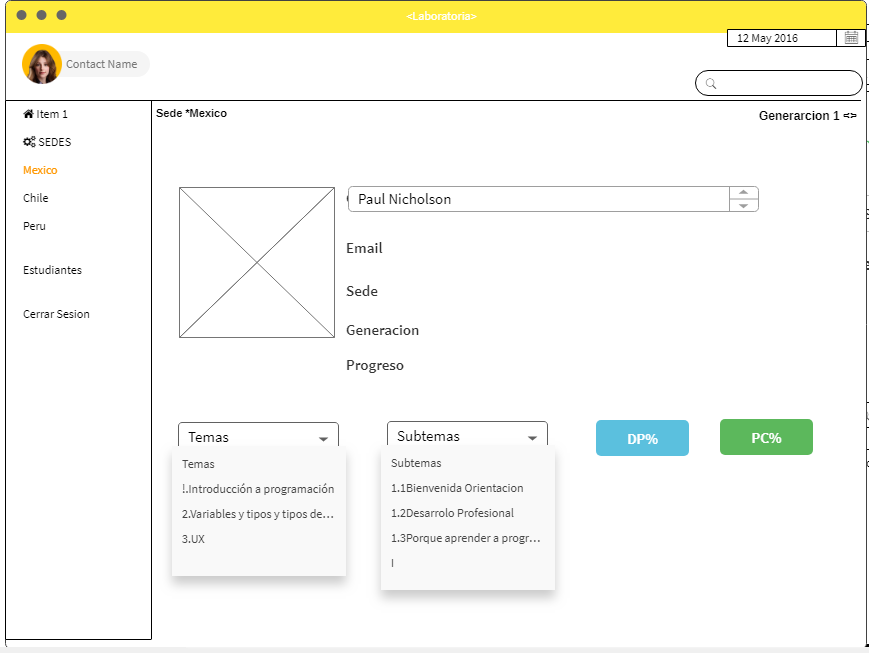 <Laboratoria>
12 May 2016
Contact Name
Item 1
SEDES
Mexico
Chile
Peru
Estudiantes
Cerrar Sesion
Sede *Mexico
Generarcion 1 <=>
Paul Nicholson
Email
Sede
Generacion
Progreso
Temas
Temas
!.Introducción a programación
2.Variables y tipos y tipos de...
3.UX
Subtemas
Subtemas
1.1Bienvenida Orientacion
1.2Desarrolo Profesional
1.3Porque aprender a progr...
I
DP%
PC%